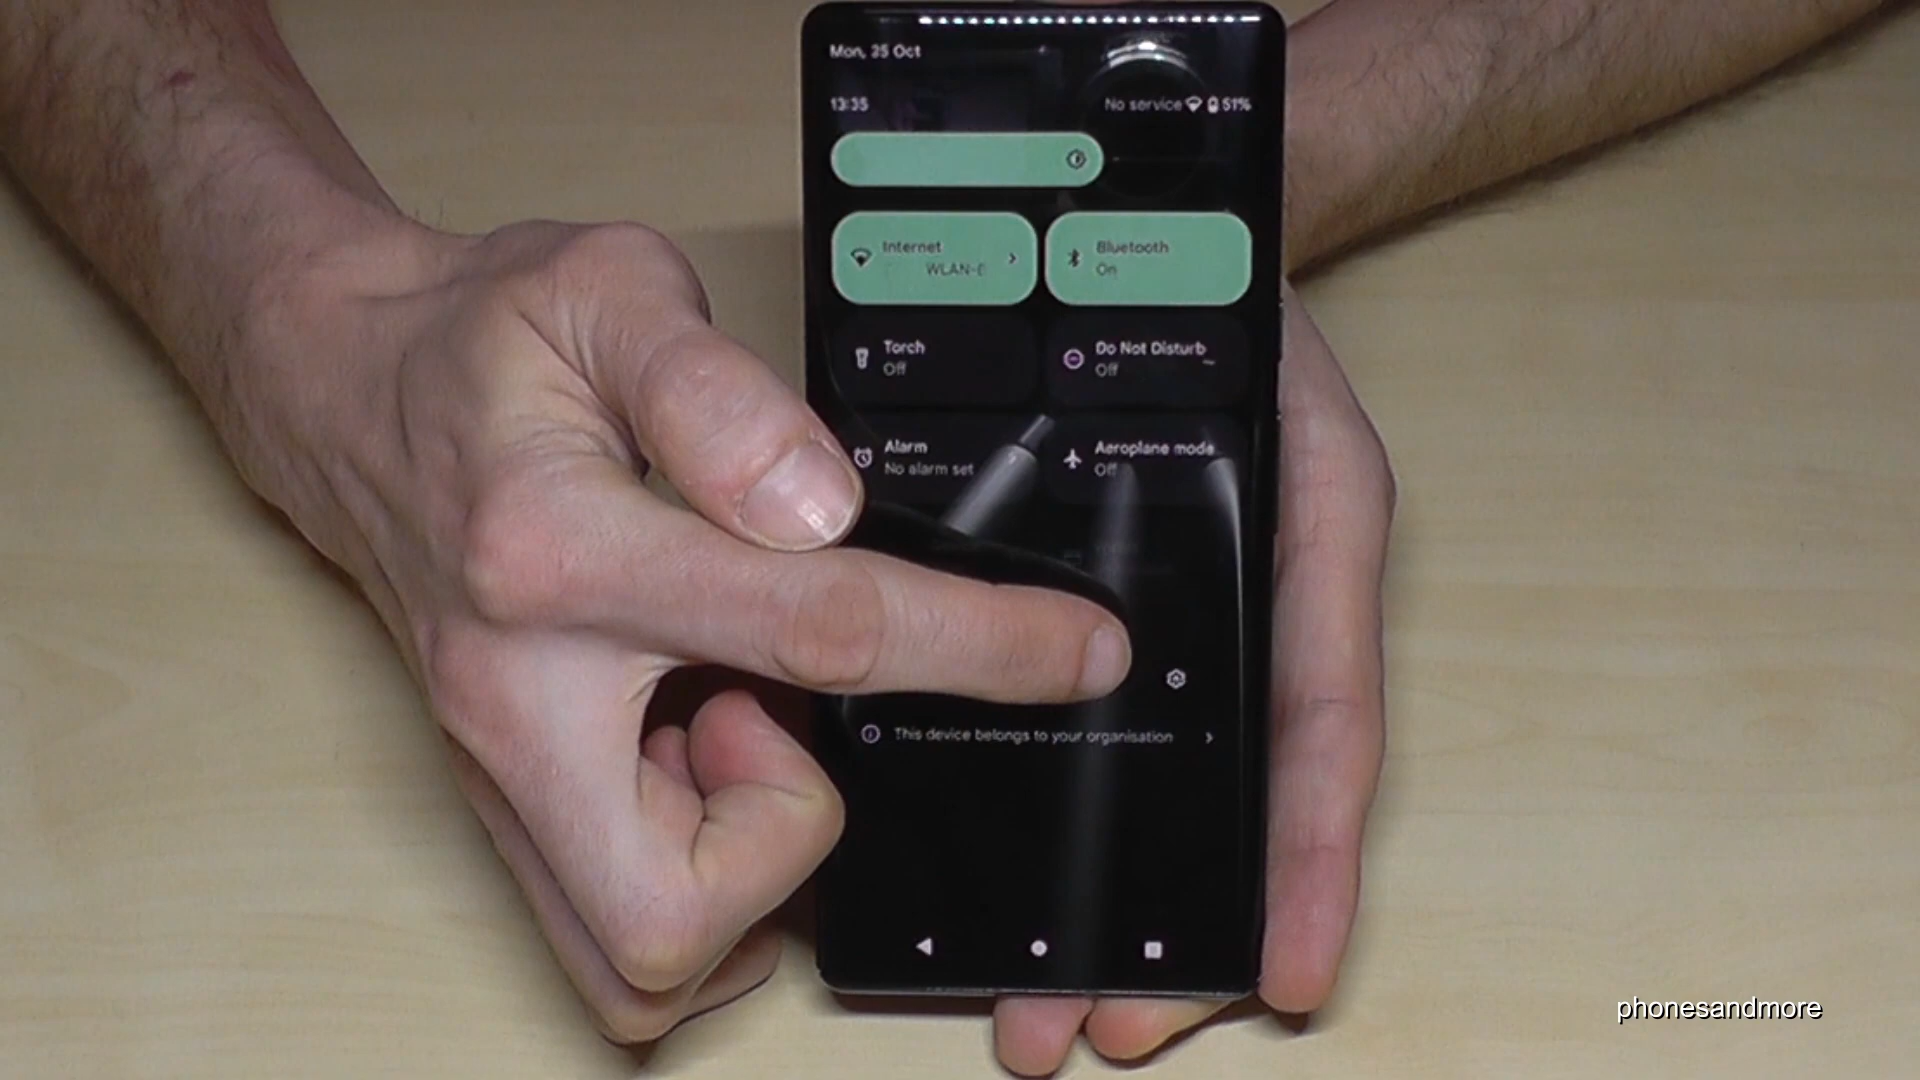 Mon, 25 Oct
13:35
No service 51%
Internet
WLAN-
Bluetooth
On
Torch
Off
Do Not Disturb
Off
Alarm
No alarm set
Aeroplane mode
Off
This device belongs to your organisation
phonesandmore